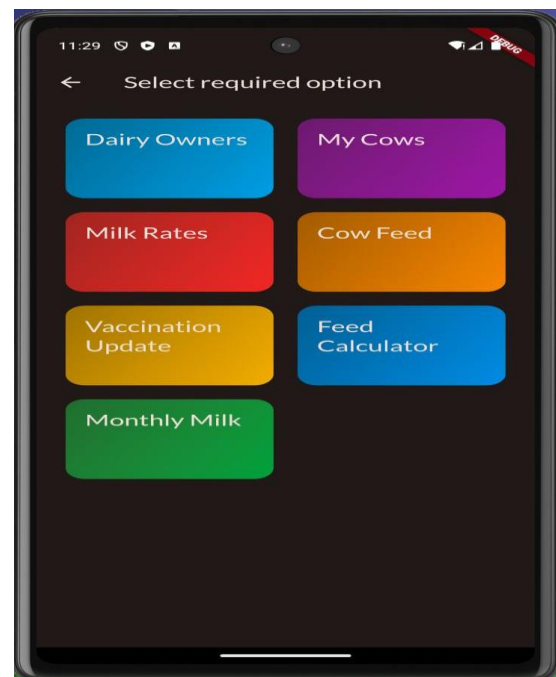 11:29
DEBUG
Select required option
Dairy Owners
My Cows
Milk Rates
Cow Feed
Vaccination
Update
Feed
Calculator
Monthly Milk